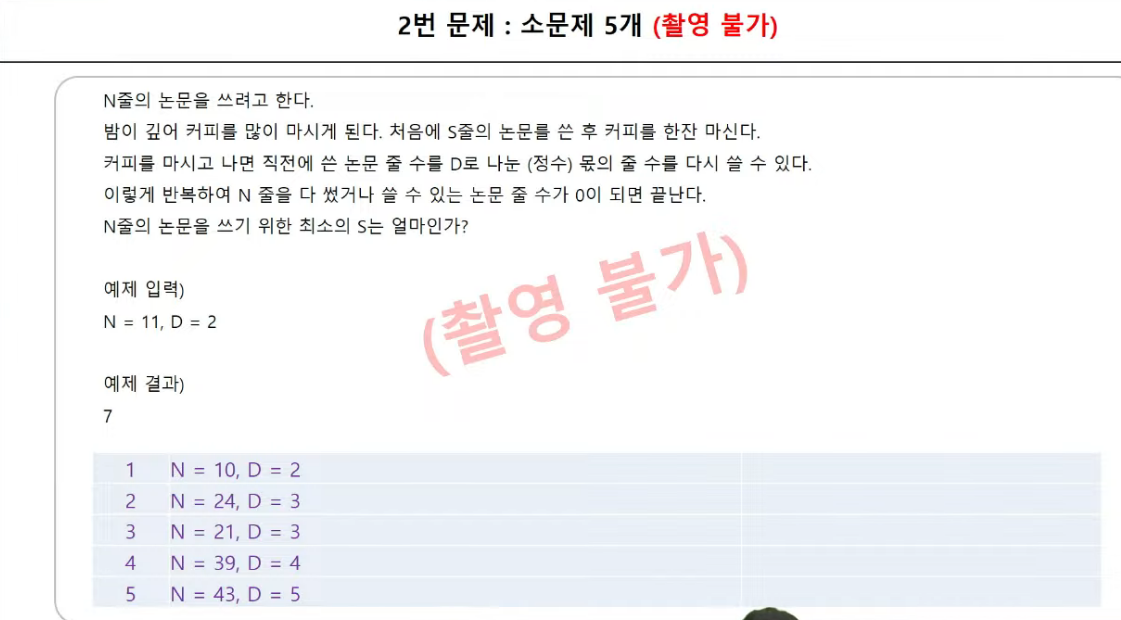 2번 문제 : 소문제 5개 (촬영 불가)
N줄의 논문을 쓰려고 한다.
밤이 깊어 커피를 많이 마시게 된다. 처음에 S줄의 논문를 쓴 후 커피를 한잔 마신다.
커피를 마시고 나면 직전에 쓴 논문 줄 수를 D로 나눈 (정수) 몫의 줄 수를 다시 쓸 수 있다.
이렇게 반복하여 N 줄을 다 썼거나 쓸 수 있는 논문 줄 수가 0이 되면 끝난다.
N줄의 논문을 쓰기 위한 최소의 S는 얼마인가?
(촬영 불가)
예제 입력)
N = 11, D = 2
예제 결과)
7
1 N = 10, D = 2
2 N = 24, D = 3
3 N = 21, D = 3
4 N = 39, D = 4
5 N = 43, D = 5